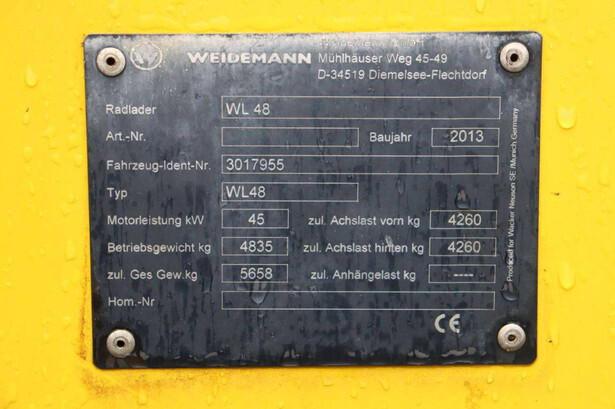 WEIDEMANN
Mühlhäuser Weg 45-49
D-34519 Diemelsee-Flechtdorf
Radlader WL 48
Art.-Nr. Baujahr 2013
Fahrzeug-Ident-Nr. 3017955
Typ WL48
Motorleistung kW 45 zul. Achslast vorn kg 4260
Betriebsgewicht kg 4835 zul. Achslast hinten kg 4260
zul. Ges Gew.kg 5658 zul. Anhängelast kg ----
Hom.-Nr
CE
Produced for Wacker Neuson SE /Munich,Germany